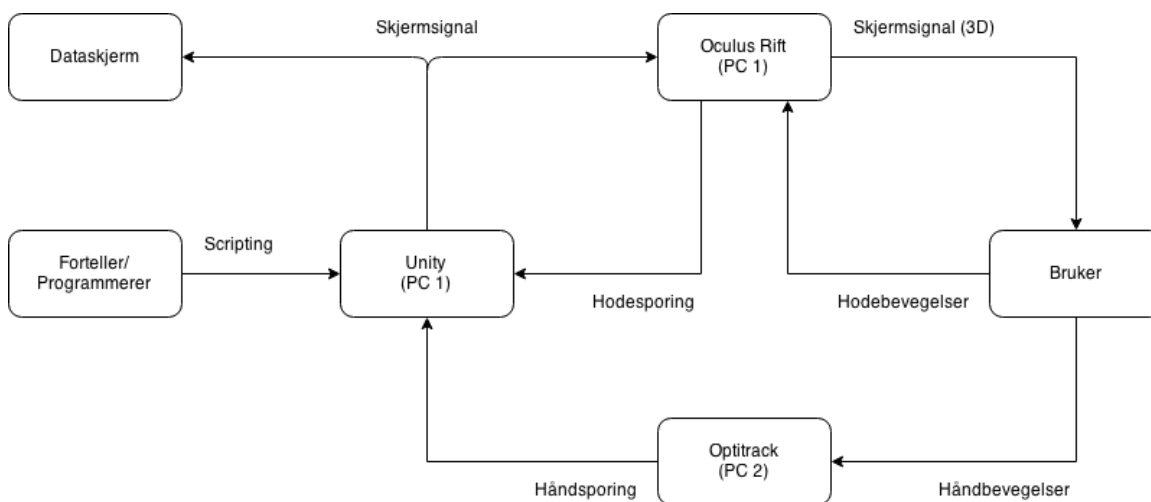 Skjermsignal
Skjermsignal (3D)
Dataskjerm
Oculus Rift
(PC 1)
Scripting
Forteller/
Programmerer
Unity
(PC 1)
Bruker
Hodesporing
Hodebevegelser
Optitrack
(PC 2)
Håndsporing
Håndbevegelser